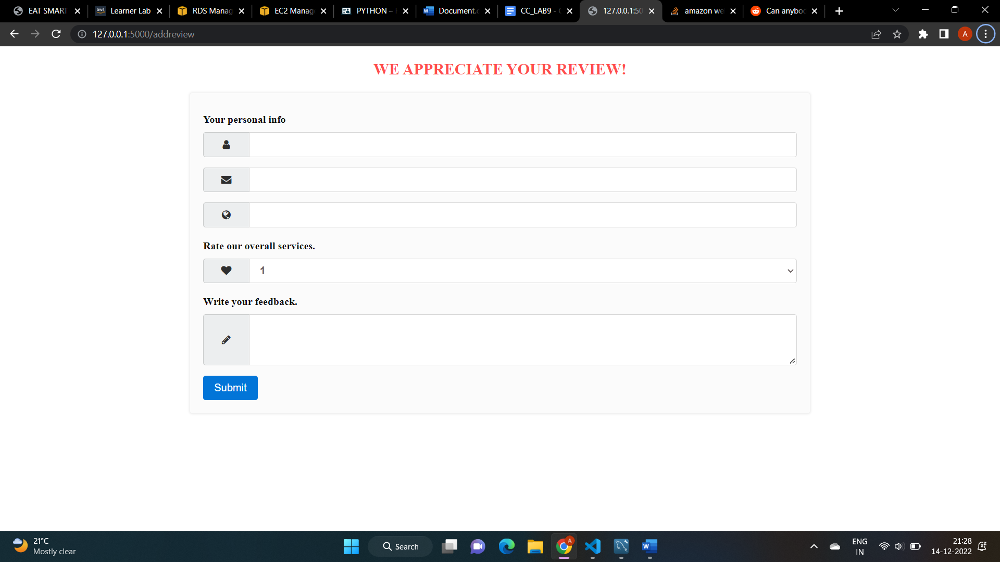 EAT SMART
aws
Learner Lab
RDS Manag
EC2 Manag
PYTHON –
Document.
CC_LAB9 -
127.0.0.1:50
amazon we
Can anyboc
127.0.0.1:5000/addreview
A
WE APPRECIATE YOUR REVIEW!
Your personal info
Rate our overall services.
1
Write your feedback.
Submit
21°C
Mostly clear
Search
A
W
ENG
IN
21:28
14-12-2022